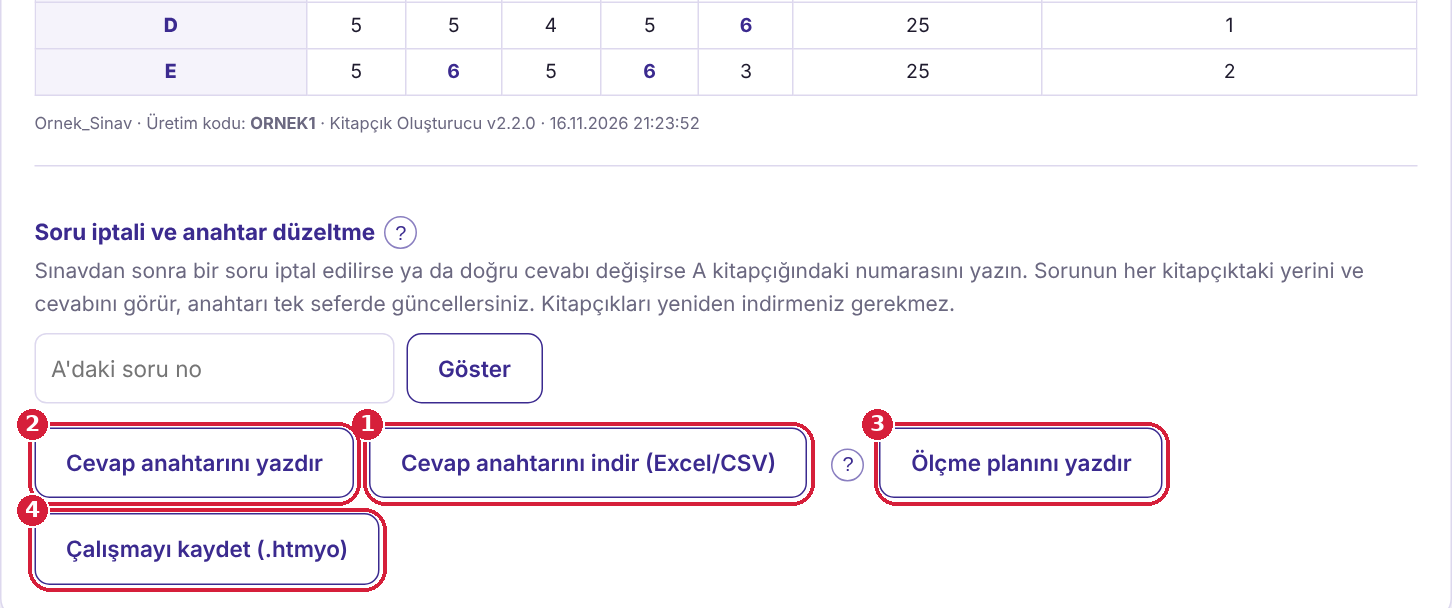 D 5 5 4 5 6 25 1
E 5 6 5 6 3 25 2
Ornek_Sinav · Üretim kodu: ORNEK1 · Kitapçık Oluşturucu v2.2.0 · 16.11.2026 21:23:52
Soru iptali ve anahtar düzeltme ?
Sınavdan sonra bir soru iptal edilirse ya da doğru cevabı değişirse A kitapçığındaki numarasını yazın. Sorunun her kitapçıktaki yerini ve
cevabını görür, anahtarı tek seferde güncellersiniz. Kitapçıkları yeniden indirmeniz gerekmez.
A'daki soru no Göster
2 1 3
Cevap anahtarını yazdır Cevap anahtarını indir (Excel/CSV) ? Ölçme planını yazdır
4
Çalışmayı kaydet (.htmyo)